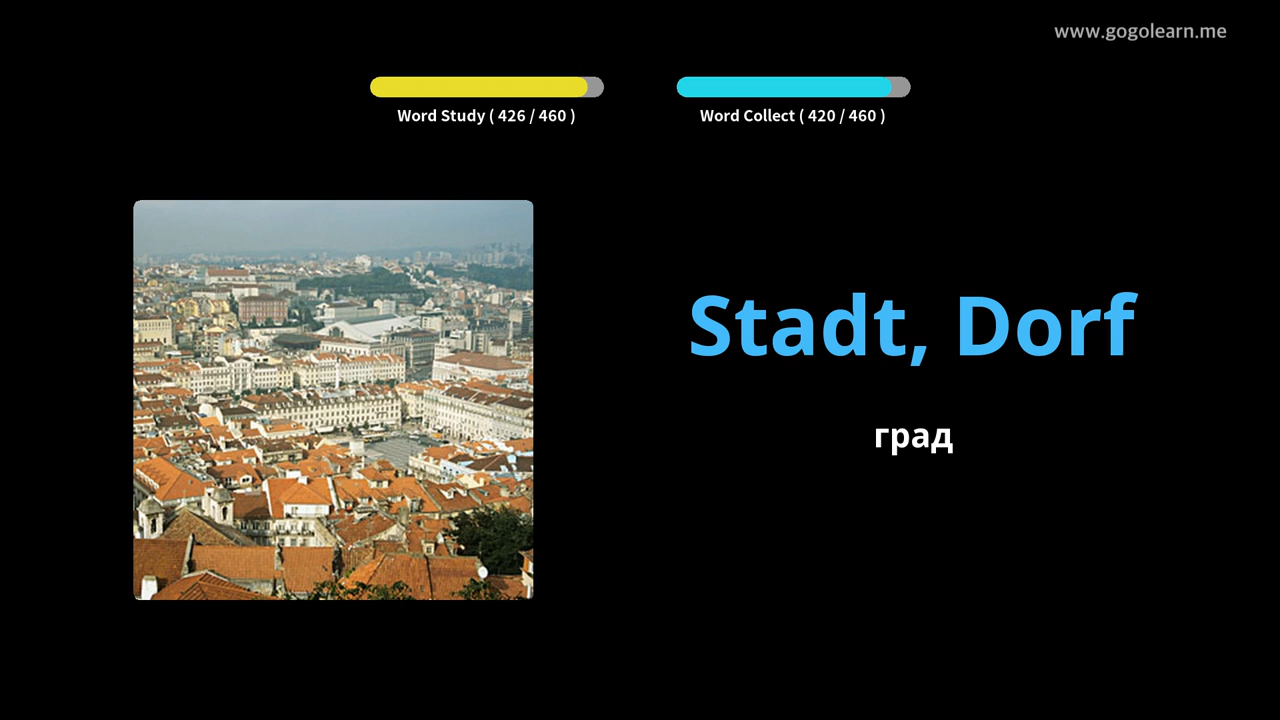 www.gogolearn.me
Word Study ( 426 / 460 )
Word Collect ( 420 / 460 )
Stadt, Dorf
град